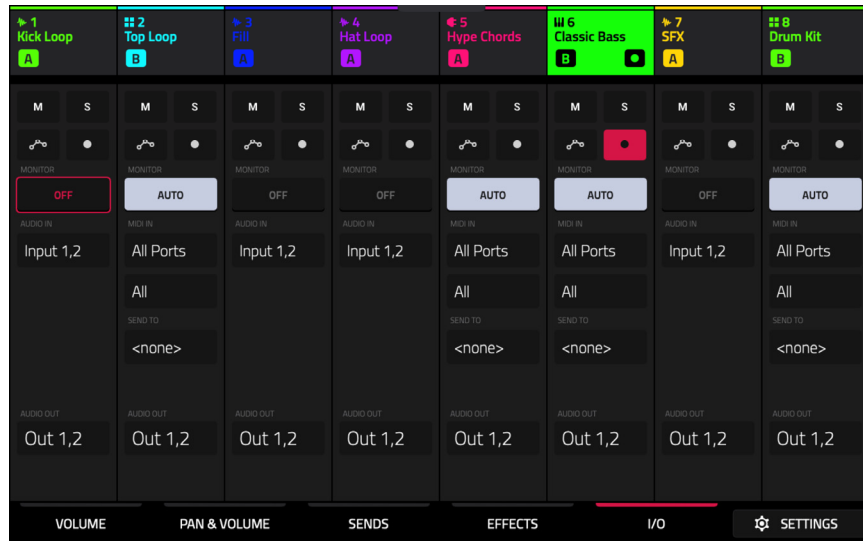 1 2 3 4 5 6 7 8
Kick Loop Top Loop Fill Hat Loop Hype Chords Classic Bass SFX Drum Kit
A B A A A B A B
M S M S M S M S M S M S M S M S
MONITOR MONITOR MONITOR MONITOR MONITOR MONITOR MONITOR MONITOR
OFF AUTO OFF OFF AUTO AUTO OFF AUTO
AUDIO IN MIDI IN AUDIO IN AUDIO IN MIDI IN MIDI IN AUDIO IN MIDI IN
Input 1,2 All Ports Input 1,2 Input 1,2 All Ports All Ports Input 1,2 All Ports
All All All All
SEND TO SEND TO SEND TO SEND TO
<none> <none> <none> <none>
AUDIO OUT AUDIO OUT AUDIO OUT AUDIO OUT AUDIO OUT AUDIO OUT AUDIO OUT AUDIO OUT
Out 1,2 Out 1,2 Out 1,2 Out 1,2 Out 1,2 Out 1,2 Out 1,2 Out 1,2
VOLUME PAN & VOLUME SENDS EFFECTS I/O SETTINGS